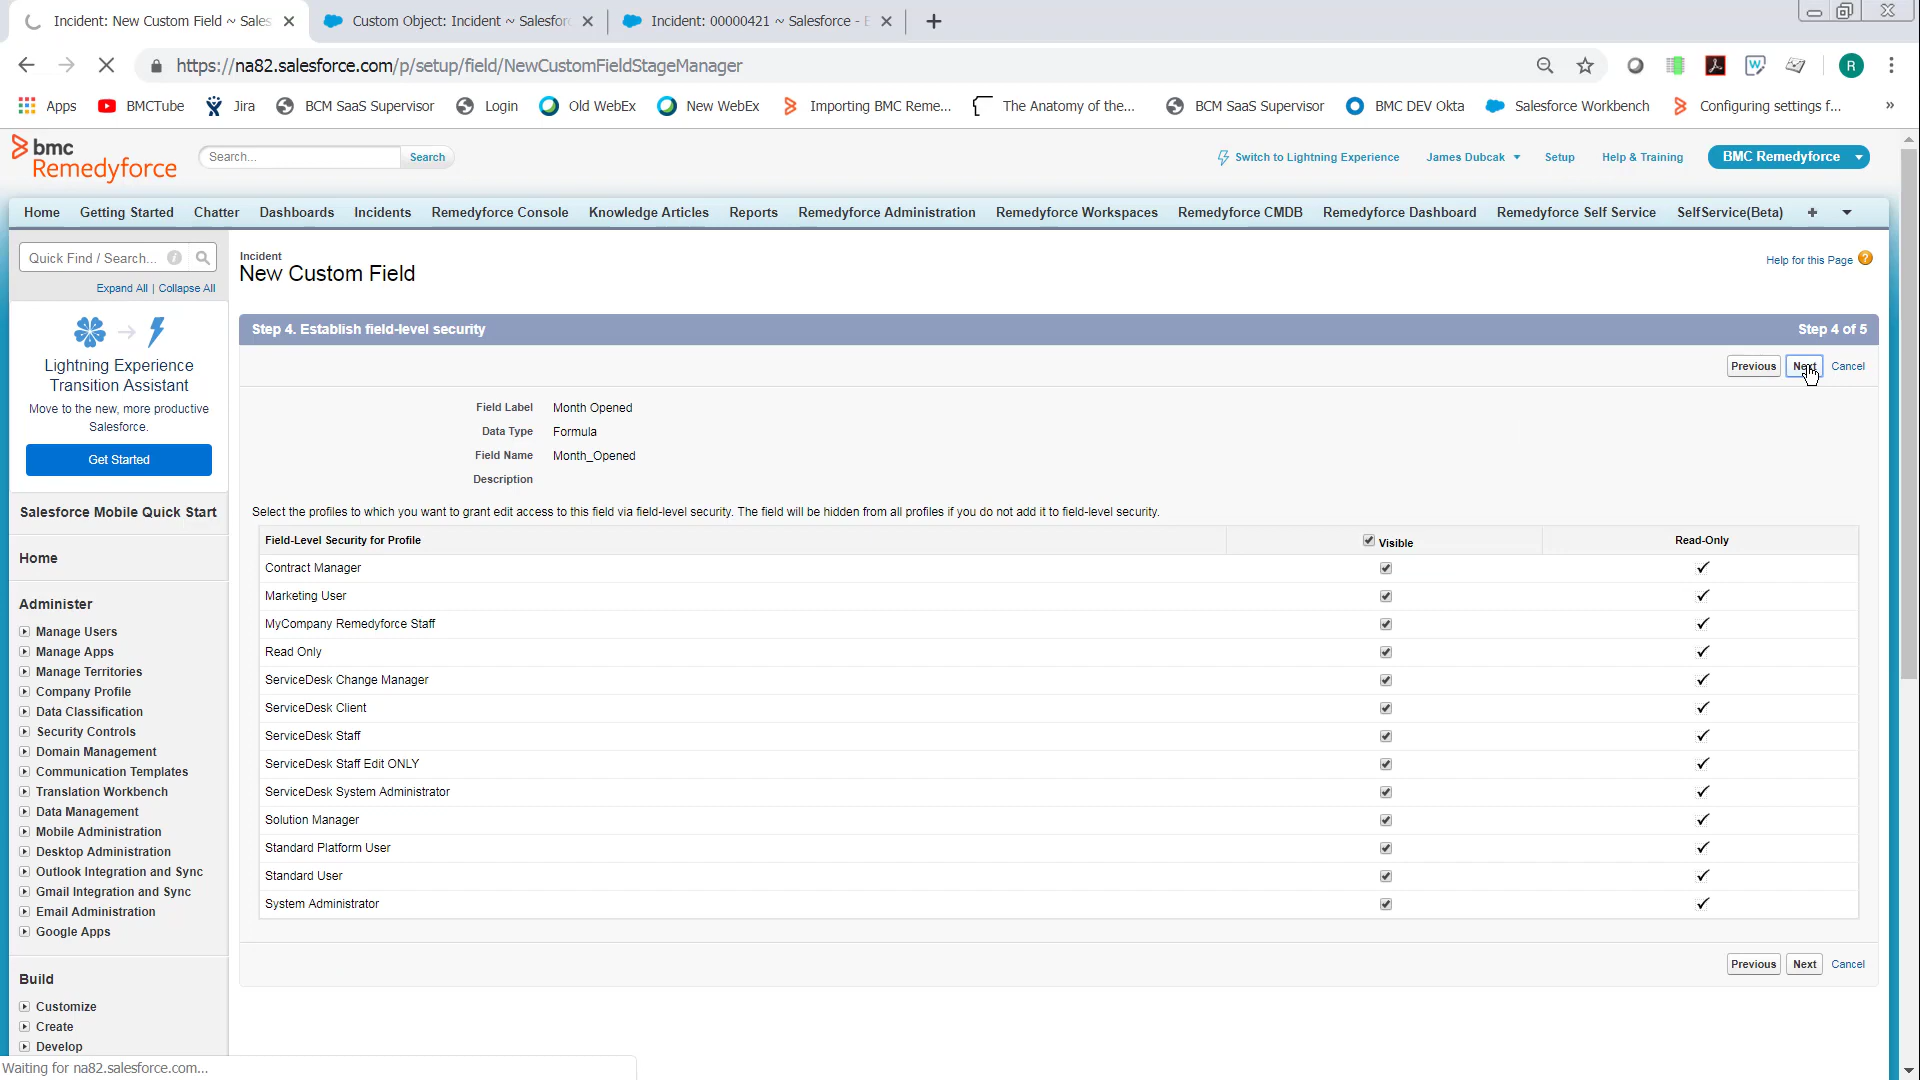 Incident: New Custom Field ~ Sales
Custom Object: Incident ~ Salesfor
Incident: 00000421 ~ Salesforce - E
https://na82.salesforce.com/p/setup/field/NewCustomFieldStageManager
R
Apps
BMCTube
Jira
BCM SaaS Supervisor
Login
Old WebEx
New WebEx
Importing BMC Reme...
The Anatomy of the...
BCM SaaS Supervisor
BMC DEV Okta
Salesforce Workbench
Configuring settings f...
»
bmc
Remedyforce
Search...
Search
Switch to Lightning Experience
James Dubcak
Setup
Help & Training
BMC Remedyforce
Home
Getting Started
Chatter
Dashboards
Incidents
Remedyforce Console
Knowledge Articles
Reports
Remedyforce Administration
Remedyforce Workspaces
Remedyforce CMDB
Remedyforce Dashboard
Remedyforce Self Service
SelfService(Beta)
+
Quick Find / Search...
Expand All | Collapse All
Lightning Experience
Transition Assistant
Move to the new, more productive
Salesforce.
Get Started
Salesforce Mobile Quick Start
Home
Administer
Manage Users
Manage Apps
Manage Territories
Company Profile
Data Classification
Security Controls
Domain Management
Communication Templates
Translation Workbench
Data Management
Mobile Administration
Desktop Administration
Outlook Integration and Sync
Gmail Integration and Sync
Email Administration
Google Apps
Build
Customize
Create
Develop
Incident
New Custom Field
Help for this Page
Step 4. Establish field-level security
Step 4 of 5
Previous
Next
Cancel
Field Label Month Opened
Data Type Formula
Field Name Month_Opened
Description
Select the profiles to which you want to grant edit access to this field via field-level security. The field will be hidden from all profiles if you do not add it to field-level security.
Field-Level Security for Profile
Visible
Read-Only
Contract Manager
Marketing User
MyCompany Remedyforce Staff
Read Only
ServiceDesk Change Manager
ServiceDesk Client
ServiceDesk Staff
ServiceDesk Staff Edit ONLY
ServiceDesk System Administrator
Solution Manager
Standard Platform User
Standard User
System Administrator
Previous
Next
Cancel
Waiting for na82.salesforce.com...